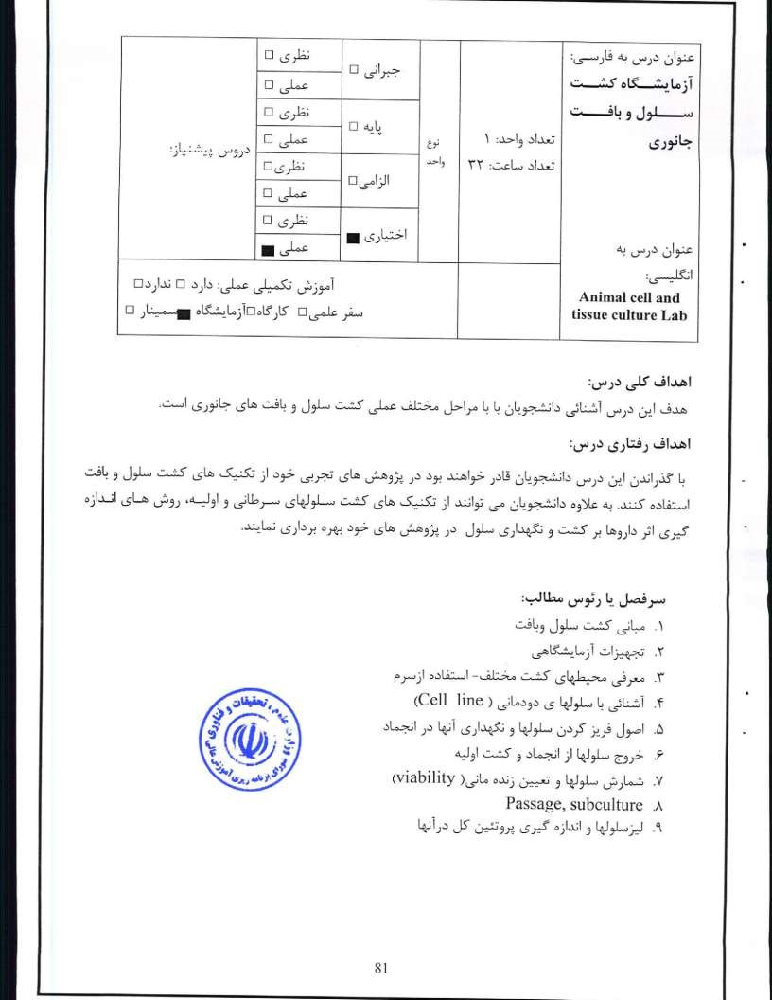 عنوان درس به فارسی:
آزمایشگاه کشت
سلول و بافت
جانوری
عنوان درس به
انگلیسی:
Animal cell and
tissue culture Lab
تعداد واحد: ۱
تعداد ساعت: ۳۲
نوع
واحد
جبرانی □
نظری □
عملی □
پایه □
نظری □
عملی □
الزامی□
نظری□
عملی □
اختیاری ■
نظری □
عملی ■
دروس پیشنیاز:
آموزش تکمیلی عملی: دارد □ ندارد□
سفر علمی□ کارگاه□آزمایشگاه ■سمینار □
اهداف کلی درس:
هدف این درس آشنائی دانشجویان با با مراحل مختلف عملی کشت سلول و بافت های جانوری است.
اهداف رفتاری درس:
با گذراندن این درس دانشجویان قادر خواهند بود در پژوهش های تجربی خود از تکنیک های کشت سلول و بافت
استفاده کنند. به علاوه دانشجویان می توانند از تکنیک های کشت سلولهای سرطانی و اولیه، روش های اندازه
گیری اثر داروها بر کشت و نگهداری سلول در پژوهش های خود بهره برداری نمایند.
سرفصل یا رئوس مطالب:
۱. مبانی کشت سلول وبافت
۲. تجهیزات آزمایشگاهی
۳. معرفی محیطهای کشت مختلف- استفاده ازسرم
۴. آشنائی با سلولها ی دودمانی ( Cell line)
۵. اصول فریز کردن سلولها و نگهداری آنها در انجماد
۶. خروج سلولها از انجماد و کشت اولیه
۷. شمارش سلولها و تعیین زنده مانی( viability)
۸. Passage, subculture
۹. لیزسلولها و اندازه گیری پروتئین کل درآنها
وزارت علوم، تحقیقات و فناوری
شورای برنامه ریزی آموزش عالی
81